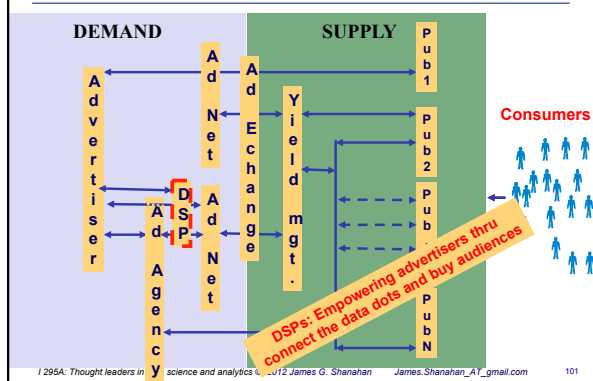 DEMAND
SUPPLY
Advertiser
Ad Net
Ad Echange
Yield mgt.
Pub1
Pub2
Pub
PubN
Consumers
DSP
Ad Agency
Ad Net
DSPs: Empowering advertisers thru
connect the data dots and buy audiences
I 295A: Thought leaders in science and analytics © 2012 James G. Shanahan James.Shanahan_AT_gmail.com 101